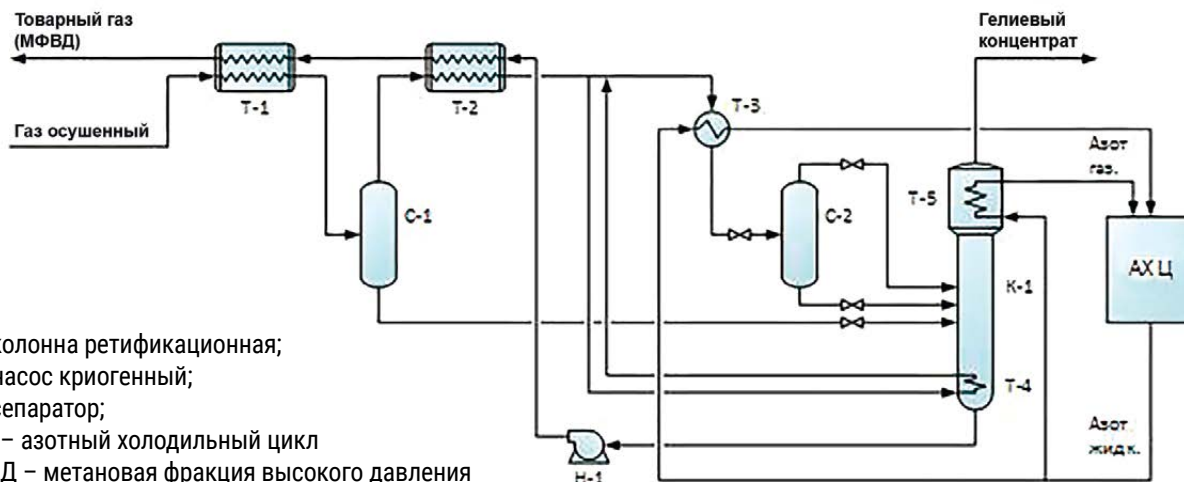 Товарный газ
(МФВД)
Газ осушенный
Т-1
Т-2
Гелиевый
концентрат
Т-3
Азот
газ.
С-1
С-2
Т-5
К-1
АХЦ
Т-4
Азот
жидк.
Н-1
колонна ретификационная;
насос криогенный;
сепаратор;
– азотный холодильный цикл
Д – метановая фракция высокого давления